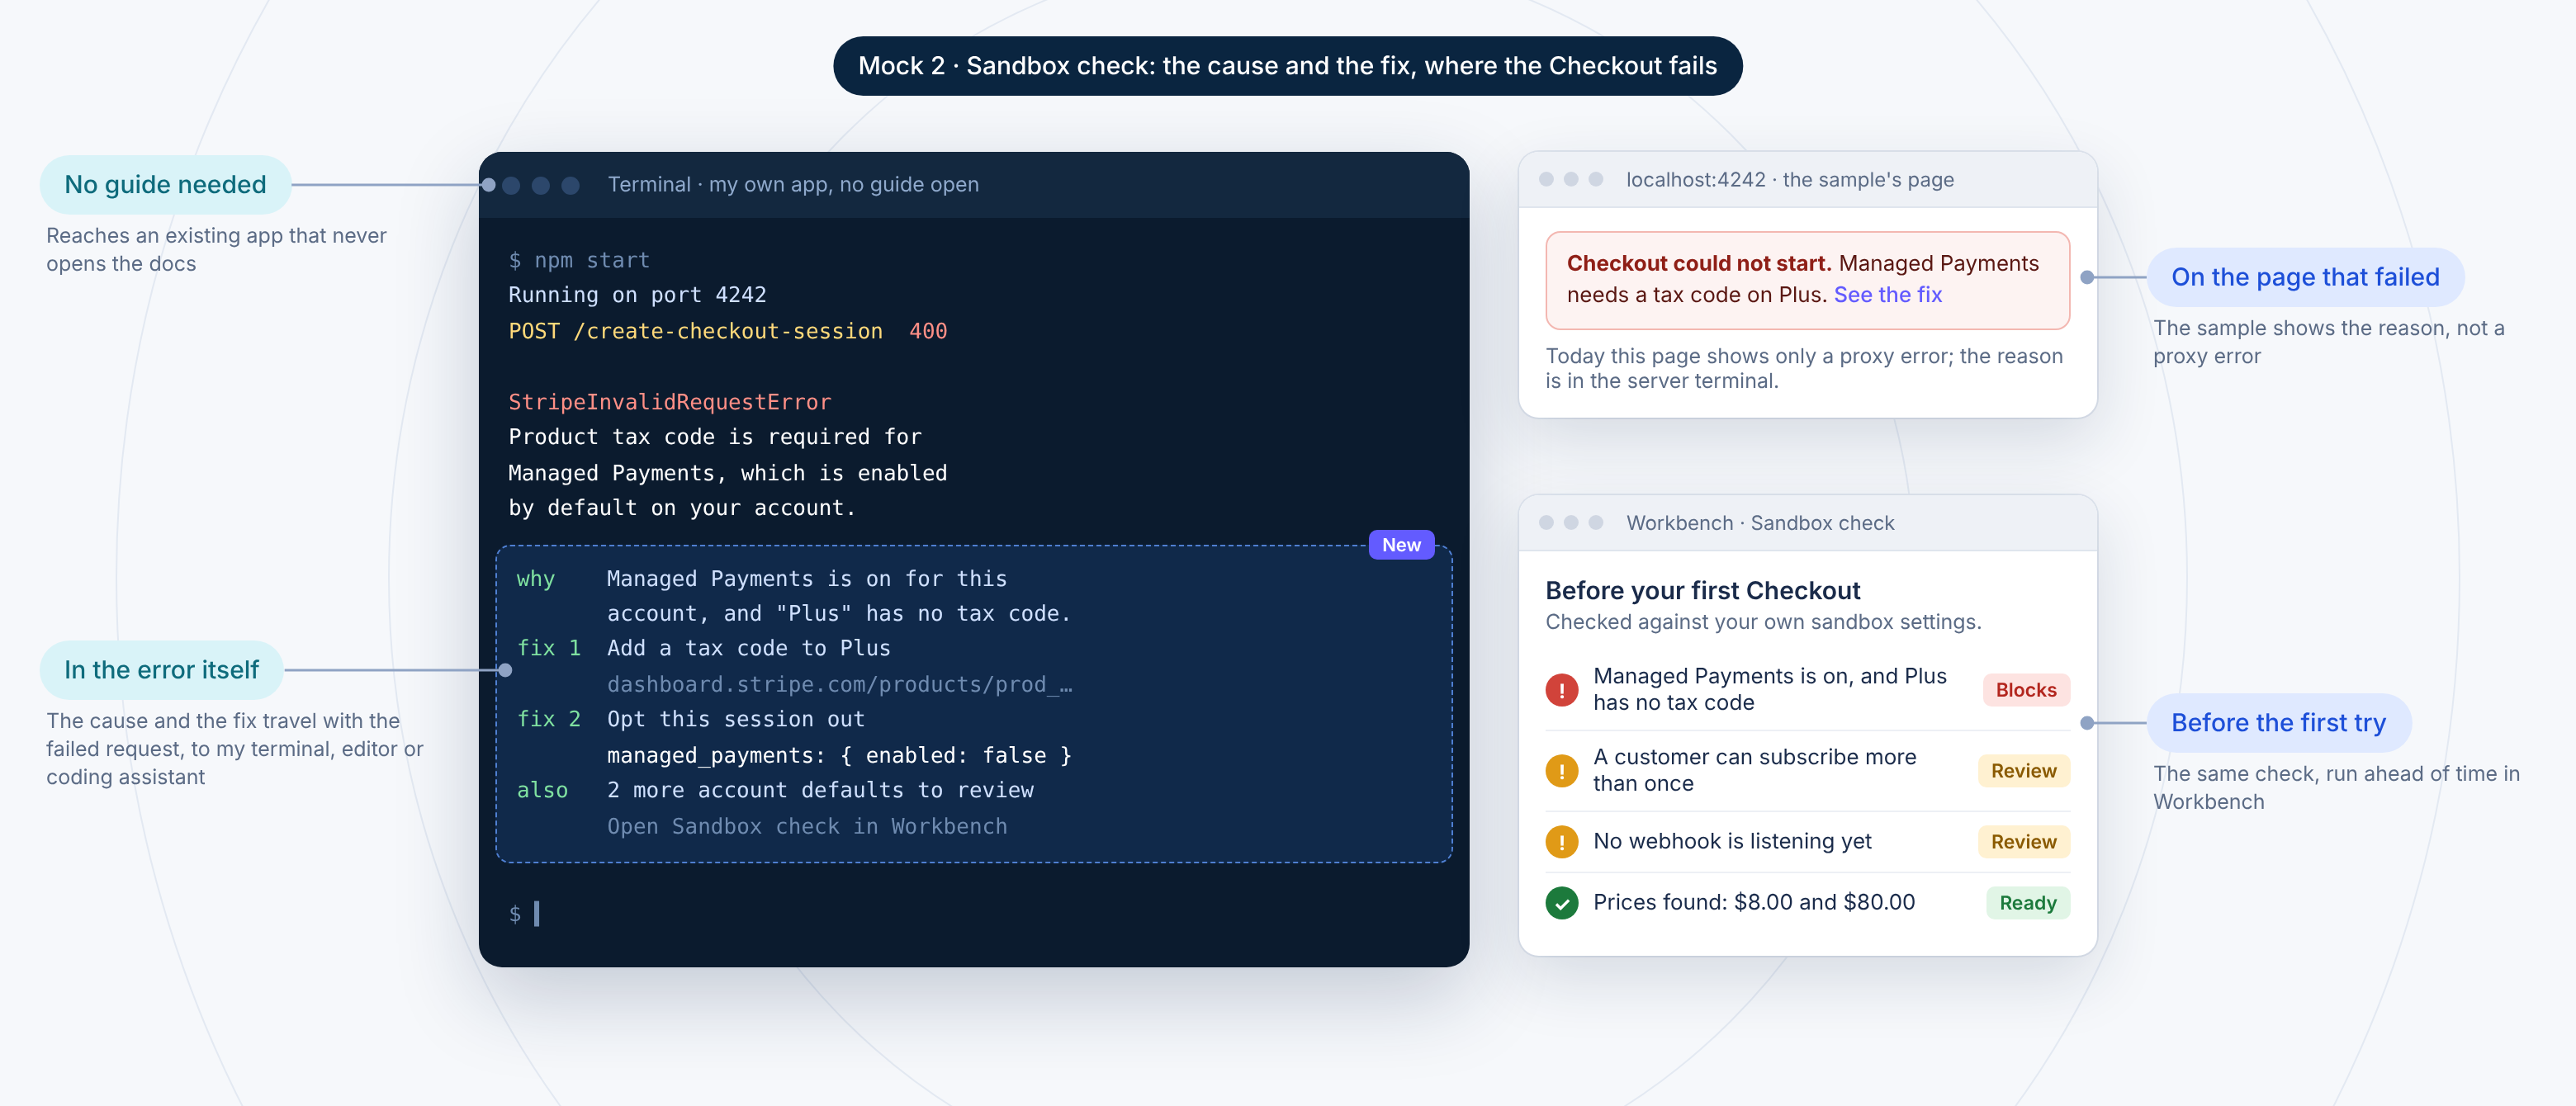 Mock 2 · Sandbox check: the cause and the fix, where the Checkout fails
No guide needed
Reaches an existing app that never
opens the docs
In the error itself
The cause and the fix travel with the
failed request, to my terminal, editor or
coding assistant
Terminal · my own app, no guide open
$ npm start
Running on port 4242
POST /create-checkout-session  400
StripeInvalidRequestError
Product tax code is required for
Managed Payments, which is enabled
by default on your account.
New
why    Managed Payments is on for this
account, and "Plus" has no tax code.
fix 1  Add a tax code to Plus
dashboard.stripe.com/products/prod_…
fix 2  Opt this session out
managed_payments: { enabled: false }
also   2 more account defaults to review
Open Sandbox check in Workbench
$
localhost:4242 · the sample's page
Checkout could not start. Managed Payments
needs a tax code on Plus. See the fix
Today this page shows only a proxy error; the reason
is in the server terminal.
On the page that failed
The sample shows the reason, not a
proxy error
Workbench · Sandbox check
Before your first Checkout
Checked against your own sandbox settings.
Managed Payments is on, and Plus
has no tax code
Blocks
A customer can subscribe more
than once
Review
No webhook is listening yet
Review
Prices found: $8.00 and $80.00
Ready
Before the first try
The same check, run ahead of time in
Workbench